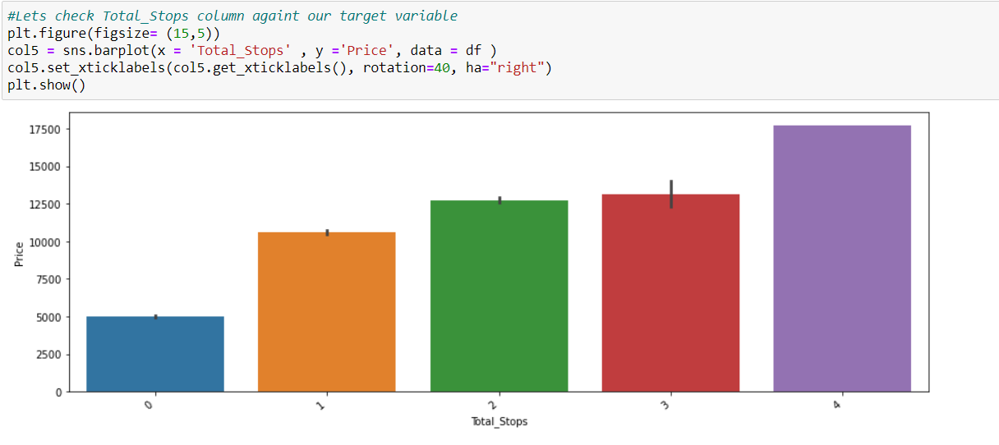 #Lets check Total_Stops column againt our target variable
plt.figure(figsize= (15,5))
col5 = sns.barplot(x = 'Total_Stops' , y ='Price', data = df )
col5.set_xticklabels(col5.get_xticklabels(), rotation=40, ha="right")
plt.show()
17500
15000
12500
10000
7500
5000
2500
0
Price
0 1 2 3 4
Total_Stops